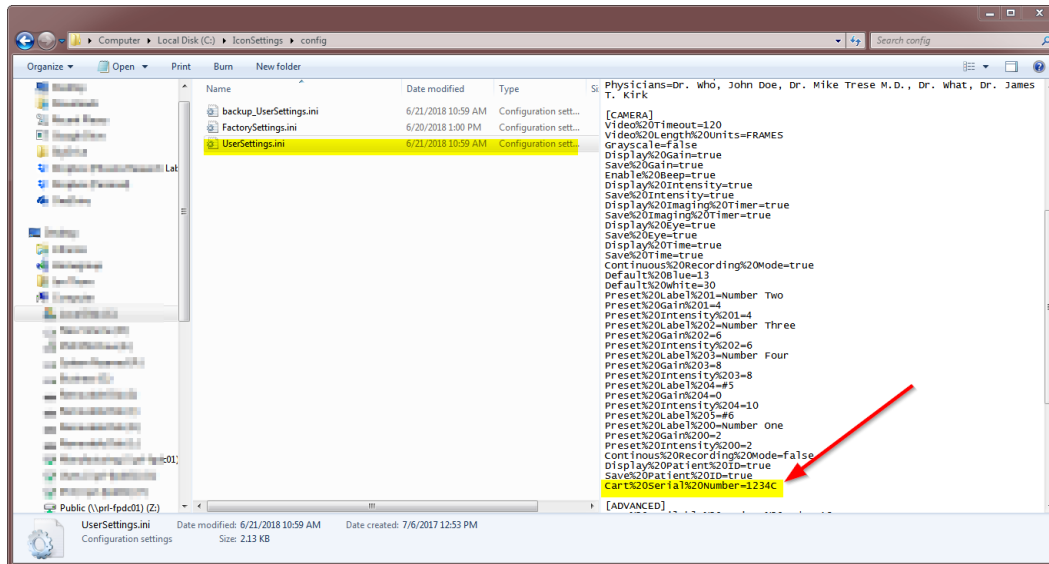 Computer ▸ Local Disk (C:) ▸ IconSettings ▸ config
Search config
Organize ▾ Open ▾ Print Burn New folder
Name Date modified Type Si
backup_UserSettings.ini 6/21/2018 10:59 AM Configuration sett...
FactorySettings.ini 6/20/2018 1:00 PM Configuration sett...
UserSettings.ini 6/21/2018 10:59 AM Configuration sett...
Lab
c01)
Public (\\prl-fpdc01) (Z:)
Physicians=Dr. Who, John Doe, Dr. Mike Trese M.D., Dr. What, Dr. James
T. Kirk
[CAMERA]
Video%20Timeout=120
Video%20Length%20Units=FRAMES
Grayscale=false
Display%20Gain=true
Save%20Gain=true
Enable%20Beep=true
Display%20Intensity=true
Save%20Intensity=true
Display%20Imaging%20Timer=true
Save%20Imaging%20Timer=true
Display%20Eye=true
Save%20Eye=true
Display%20Time=true
Save%20Time=true
Continuous%20Recording%20Mode=true
Default%20Blue=13
Default%20White=30
Preset%20Label%201=Number Two
Preset%20Gain%201=4
Preset%20Intensity%201=4
Preset%20Label%202=Number Three
Preset%20Gain%202=6
Preset%20Intensity%202=6
Preset%20Label%203=Number Four
Preset%20Gain%203=8
Preset%20Intensity%203=8
Preset%20Label%204=#5
Preset%20Gain%204=0
Preset%20Intensity%204=10
Preset%20Label%205=#6
Preset%20Label%200=Number One
Preset%20Gain%200=2
Preset%20Intensity%200=2
Continous%20Recording%20Mode=false
Display%20Patient%20ID=true
Save%20Patient%20ID=true
Cart%20Serial%20Number=1234C
[ADVANCED]
UserSettings.ini Date modified: 6/21/2018 10:59 AM Date created: 7/6/2017 12:53 PM
Configuration settings Size: 2.13 KB